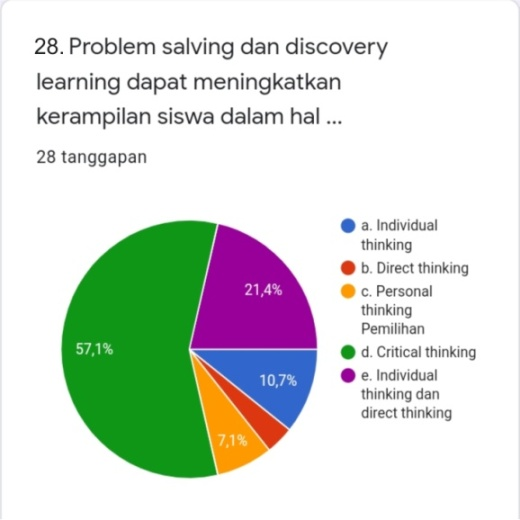 28. Problem salving dan discovery
learning dapat meningkatkan
kerampilan siswa dalam hal ...
28 tanggapan
a. Individual
thinking
b. Direct thinking
c. Personal
thinking
Pemilihan
d. Critical thinking
e. Individual
thinking dan
direct thinking
21,4%
57,1%
10,7%
7,1%